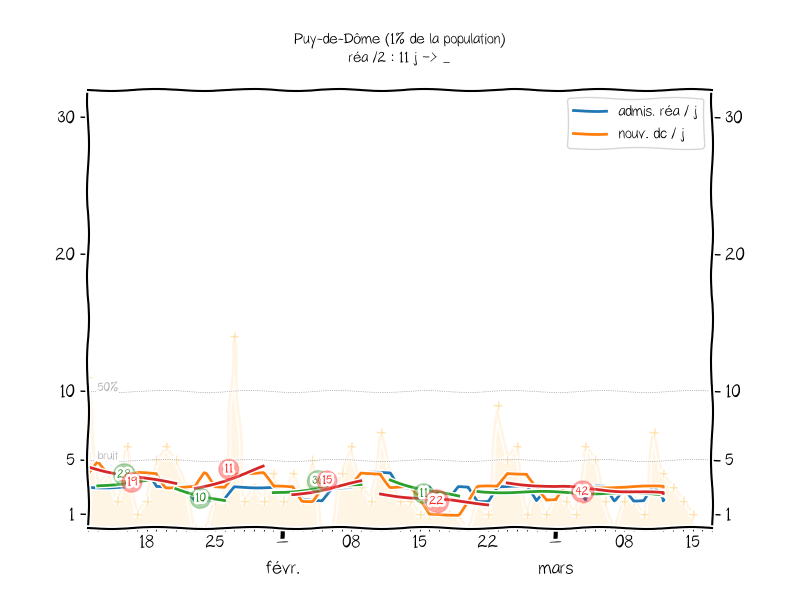 Puy-de-Dôme (1% de la population)
réa /2 : 11 j -> _
admis. réa / j
nouv. dc / j
30 30
20 20
10 10
50%
5 5
bruit
1 1
19 11 15 11 22 42
10
18 25 1 08 15 22 1 08 15
févr. mars